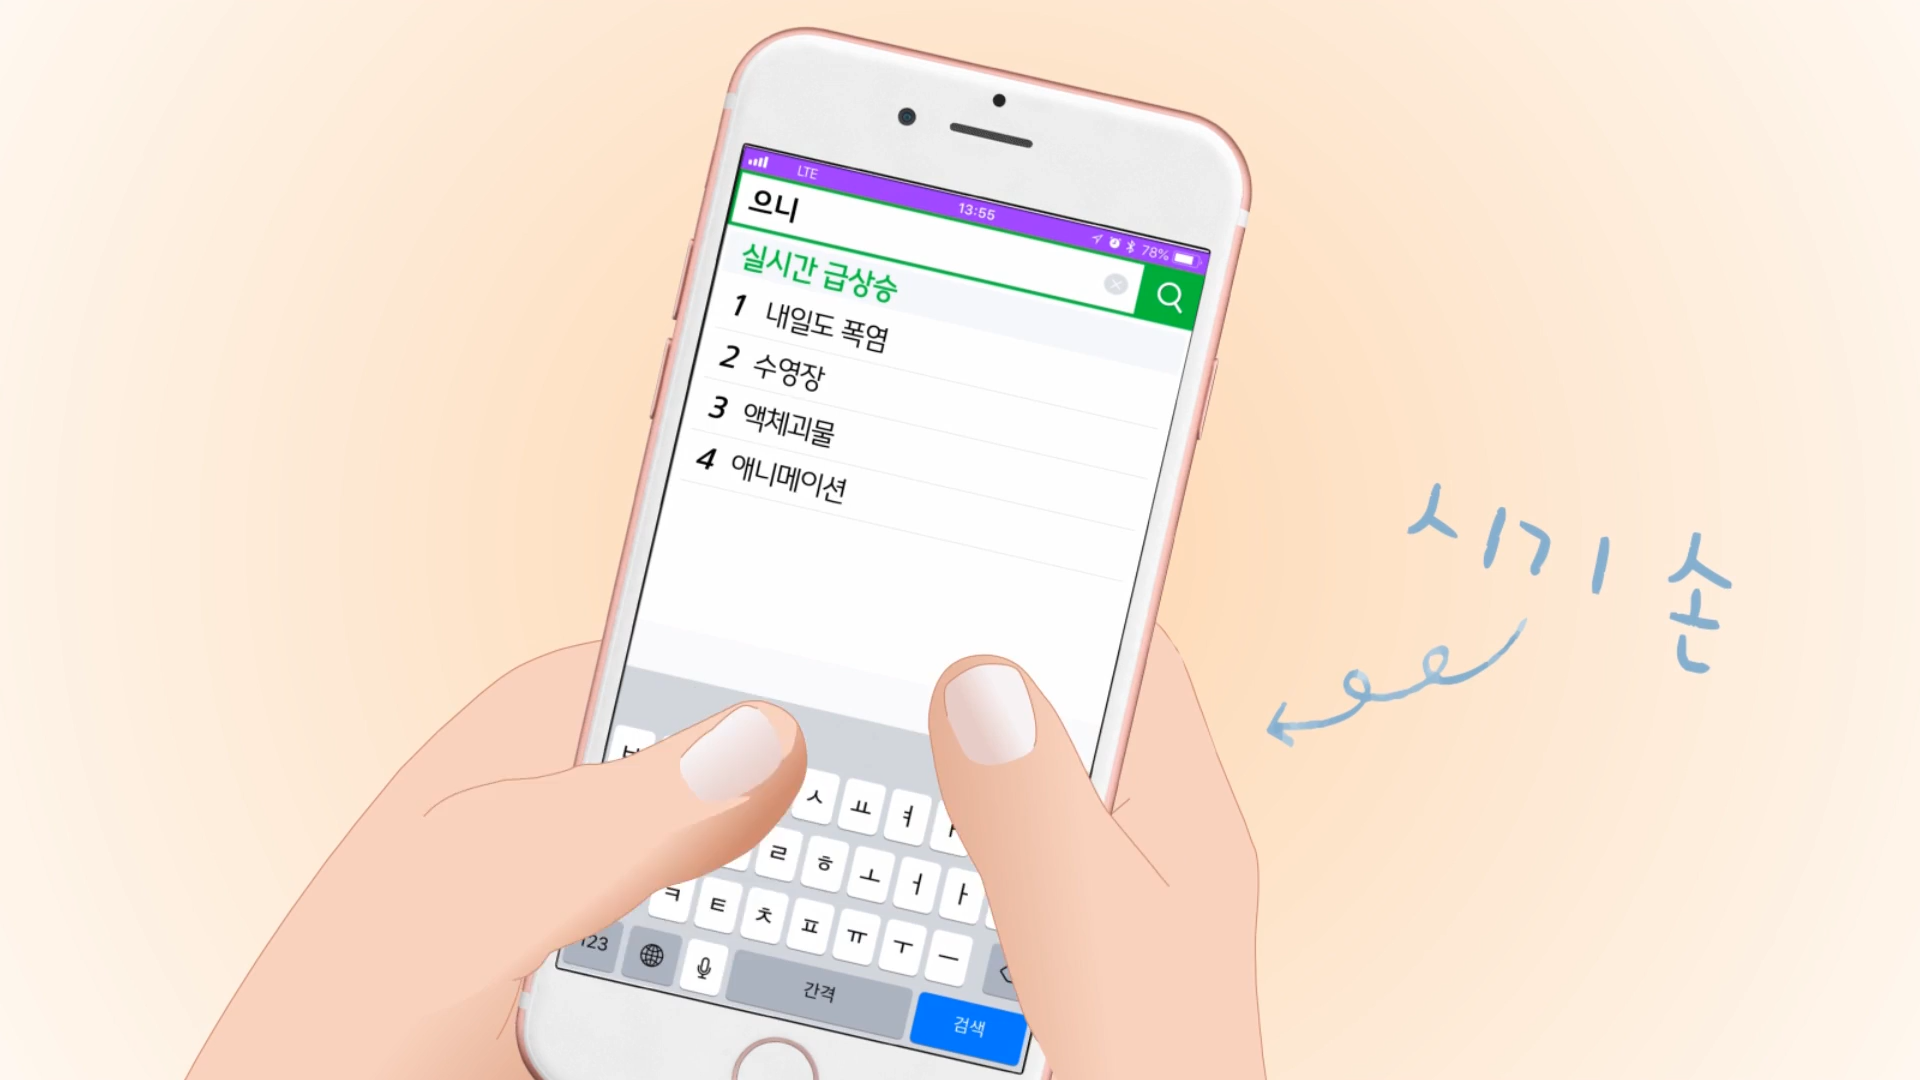 LTE 13:55 78%
으니
실시간 급상승
1 내일도 폭염
2 수영장
3 액체괴물
4 애니메이션
시기 손
ㅂ ㅅ ㅛ ㅕ
ㄹ ㅎ ㅗ ㅓ ㅏ
ㅋ ㅌ ㅊ ㅍ ㅠ ㅜ ㅡ
123 간격 검색